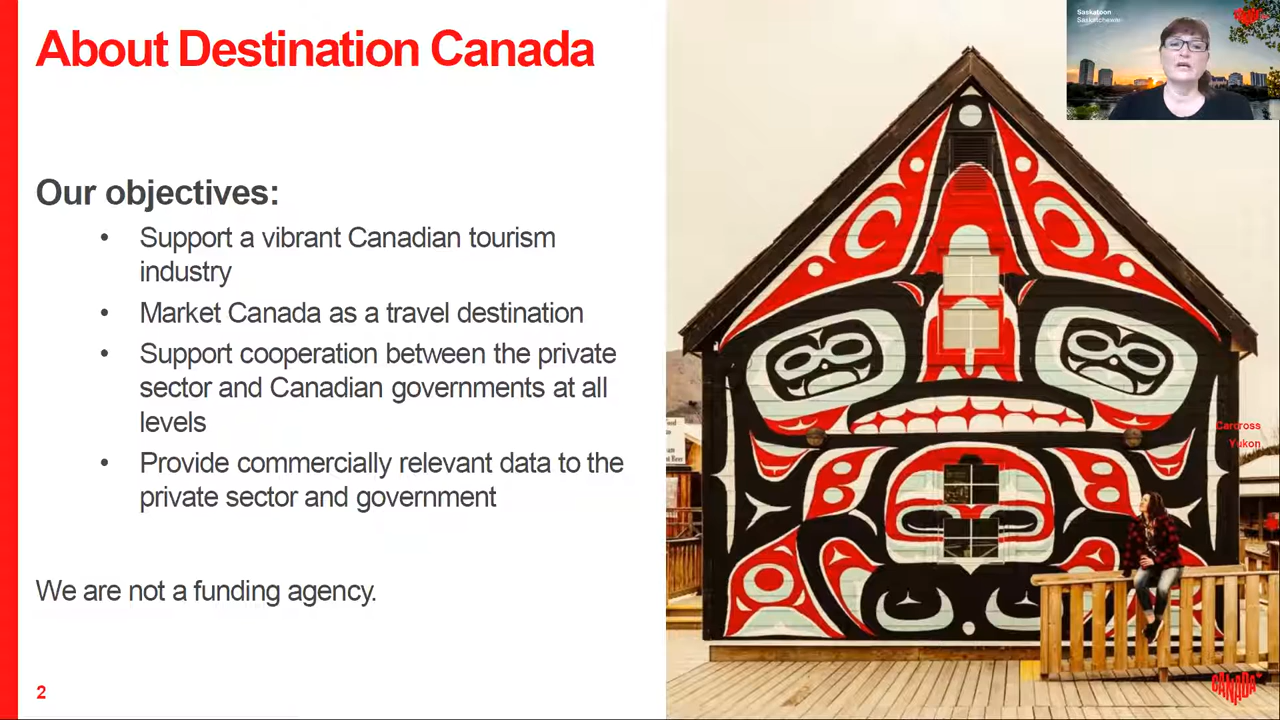 About Destination Canada
Saskatoon
Saskatchewan
Our objectives:
• Support a vibrant Canadian tourism
industry
• Market Canada as a travel destination
• Support cooperation between the private
sector and Canadian governments at all
levels
• Provide commercially relevant data to the
private sector and government
We are not a funding agency.
Carcross
Yukon
2
CANADA